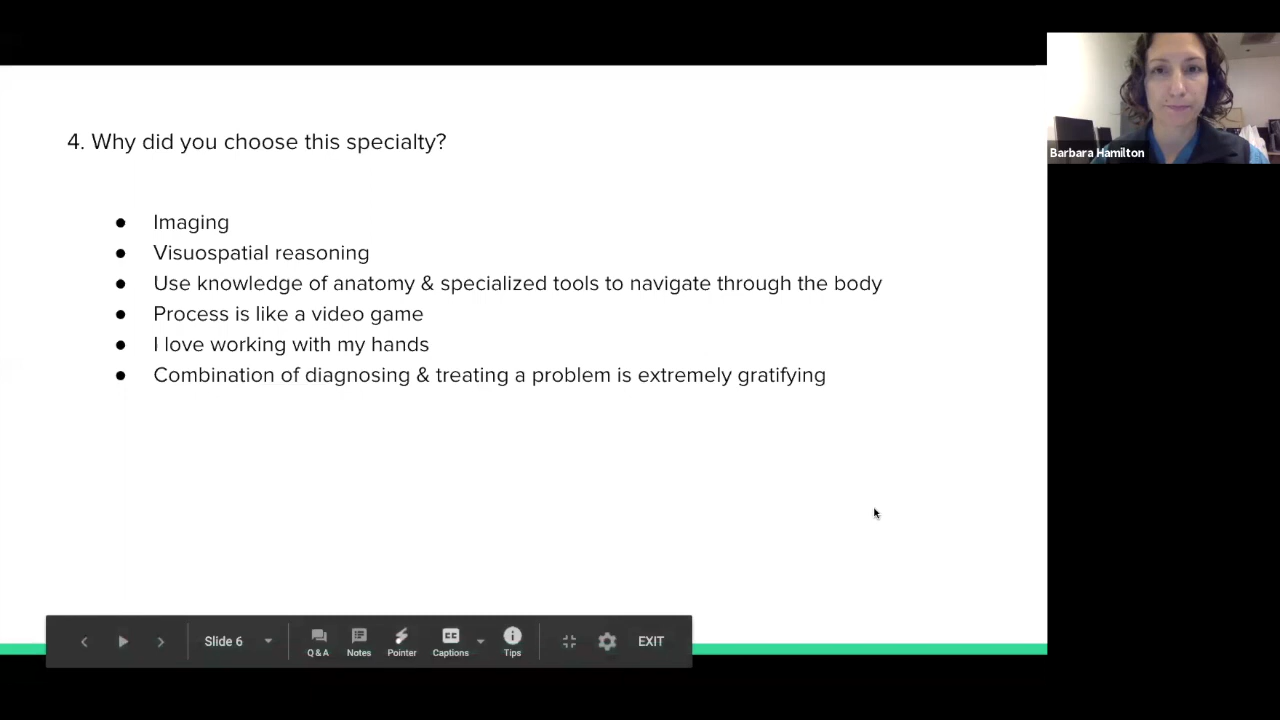 4. Why did you choose this specialty?
● Imaging
● Visuospatial reasoning
● Use knowledge of anatomy & specialized tools to navigate through the body
● Process is like a video game
● I love working with my hands
● Combination of diagnosing & treating a problem is extremely gratifying
Barbara Hamilton
Slide 6
Q&A
Notes
Pointer
CC
Captions
Tips
EXIT